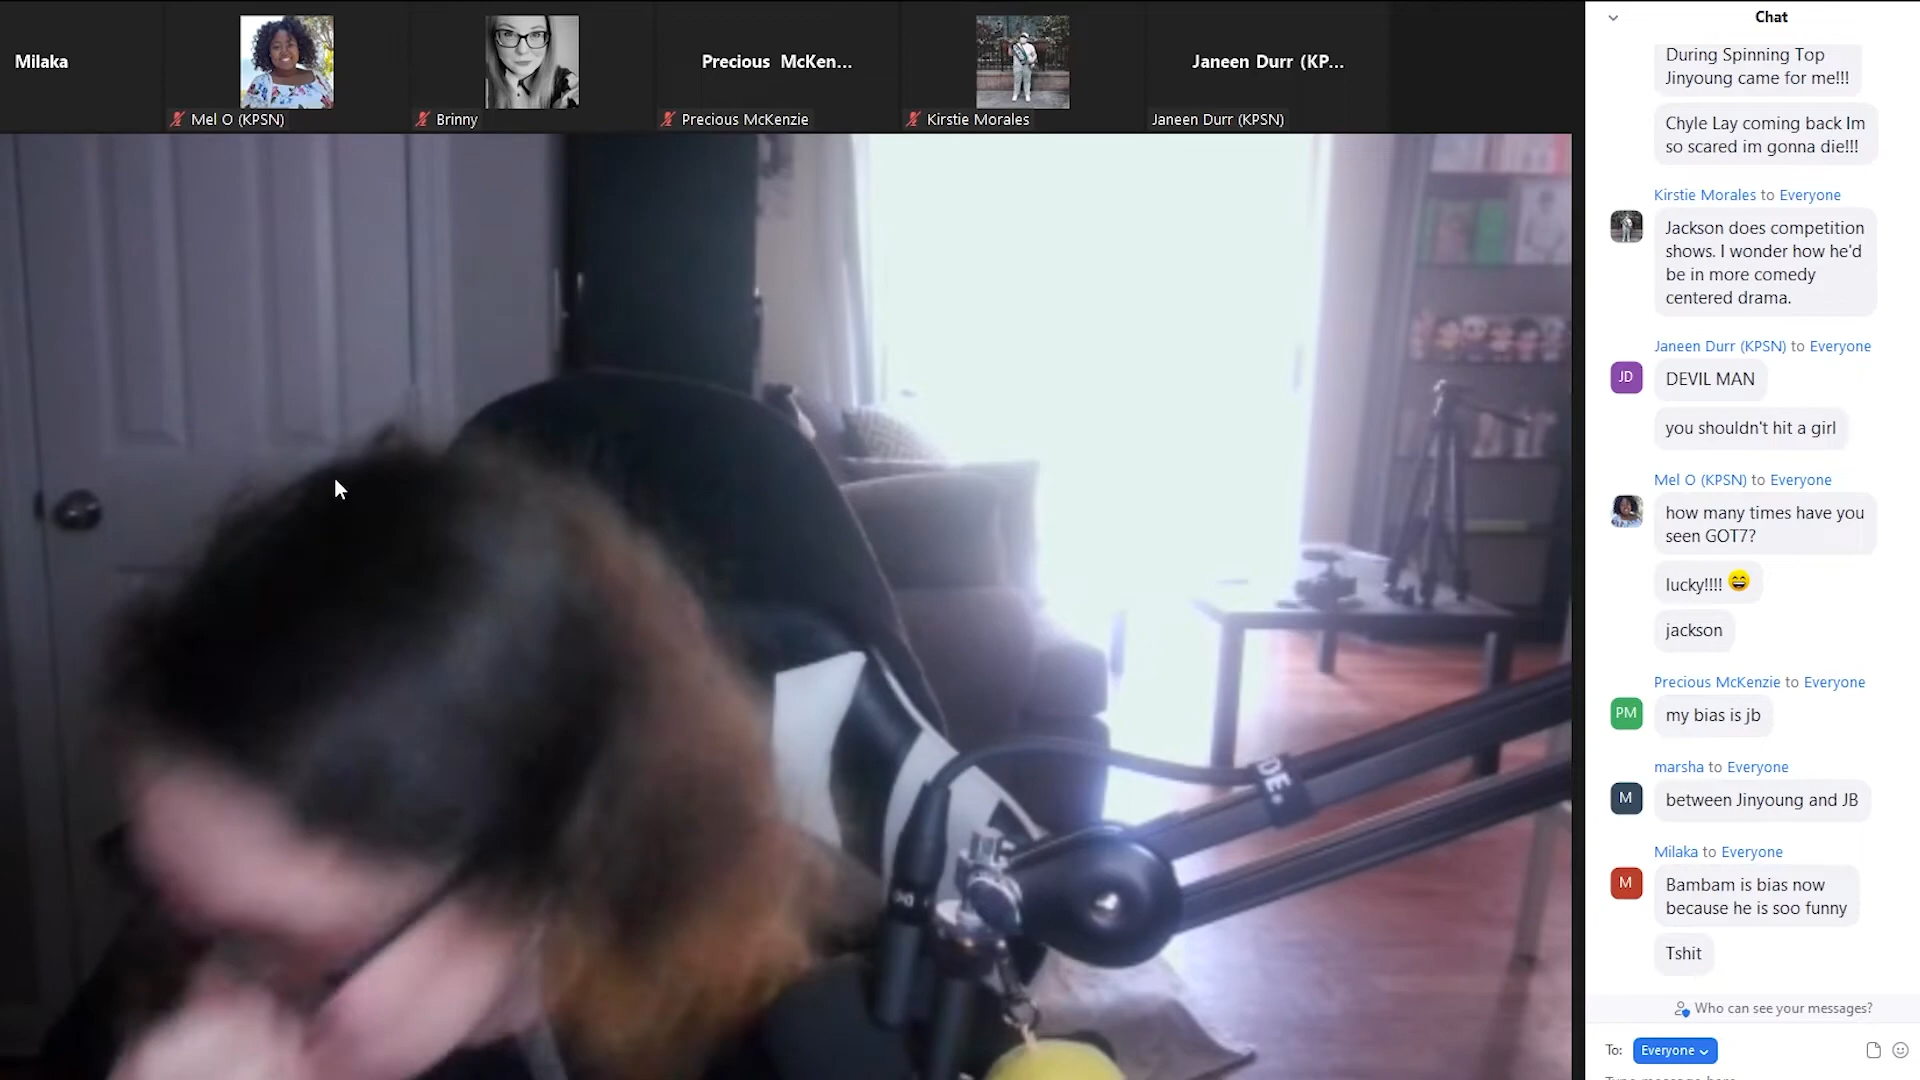 Milaka
Mel O (KPSN)
Brinny
Precious McKen...
Precious McKenzie
Kirstie Morales
Janeen Durr (KP...
Janeen Durr (KPSN)
Chat
During Spinning Top
Jinyoung came for me!!!
Chyle Lay coming back Im
so scared im gonna die!!!
Kirstie Morales to Everyone
Jackson does competition
shows. I wonder how he'd
be in more comedy
centered drama.
Janeen Durr (KPSN) to Everyone
JD
DEVIL MAN
you shouldn't hit a girl
Mel O (KPSN) to Everyone
how many times have you
seen GOT7?
lucky!!!! 😄
jackson
Precious McKenzie to Everyone
PM
my bias is jb
marsha to Everyone
M
between Jinyoung and JB
Milaka to Everyone
M
Bambam is bias now
because he is soo funny
Tshit
Who can see your messages?
To: Everyone